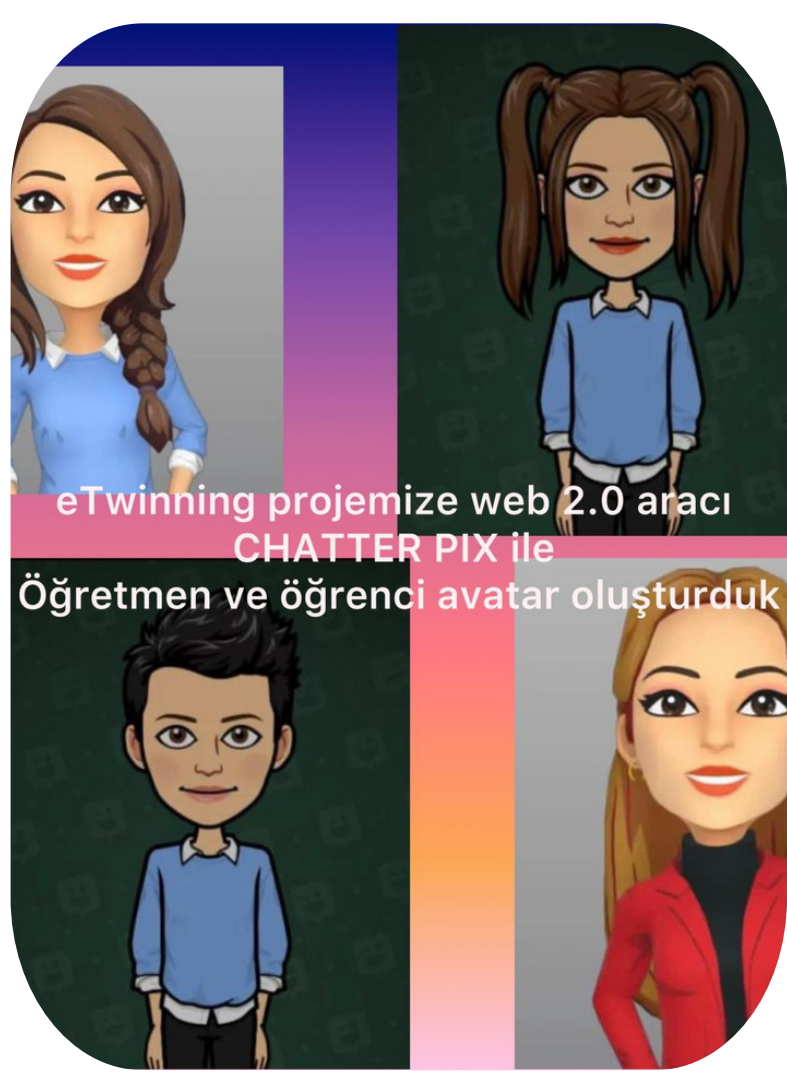 eTwinning projemize web 2.0 aracı
CHATTER PIX ile
Öğretmen ve öğrenci avatar oluşturduk